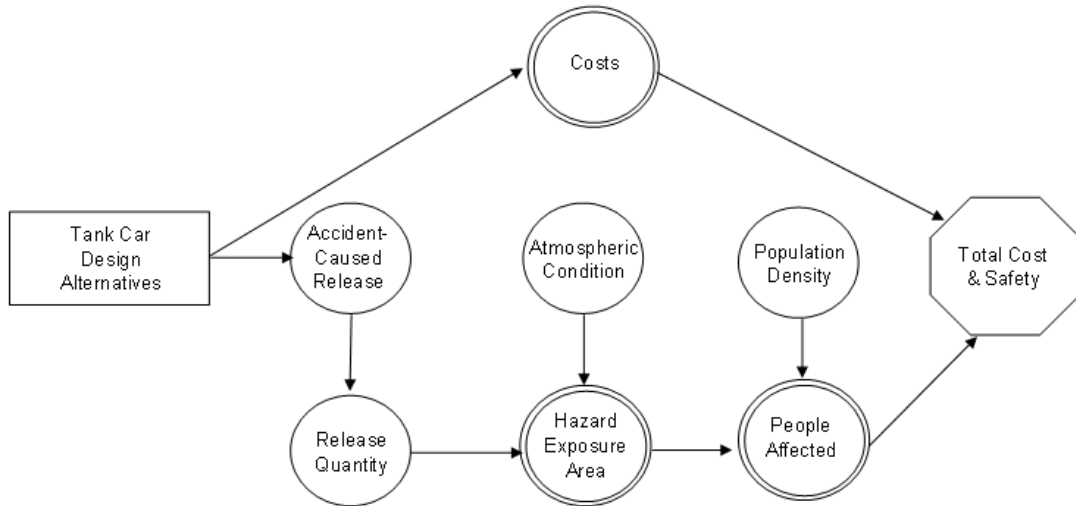 Costs
Tank Car
Design
Alternatives
Accident-
Caused
Release
Atmospheric
Condition
Population
Density
Total Cost
& Safety
Release
Quantity
Hazard
Exposure
Area
People
Affected